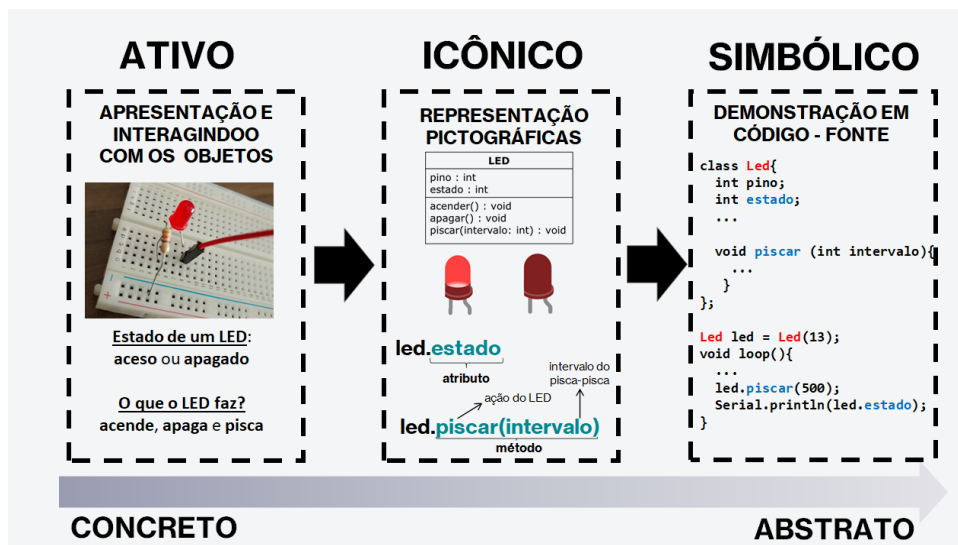 ATIVO
APRESENTAÇÃO E
INTERAGINDOO
COM OS OBJETOS
Estado de um LED:
aceso ou apagado
O que o LED faz?
acende, apaga e pisca
ICÔNICO
REPRESENTAÇÃO
PICTOGRÁFICAS
LED
pino : int
estado : int
acender() : void
apagar() : void
piscar(intervalo: int) : void
led.estado
atributo
intervalo do
pisca-pisca
ação do LED
led.piscar(intervalo)
método
SIMBÓLICO
DEMONSTRAÇÃO EM
CÓDIGO - FONTE
class Led{
int pino;
int estado;
...
void piscar (int intervalo){
...
}
};
Led led = Led(13);
void loop(){
...
led.piscar(500);
Serial.println(led.estado);
}
CONCRETO
ABSTRATO